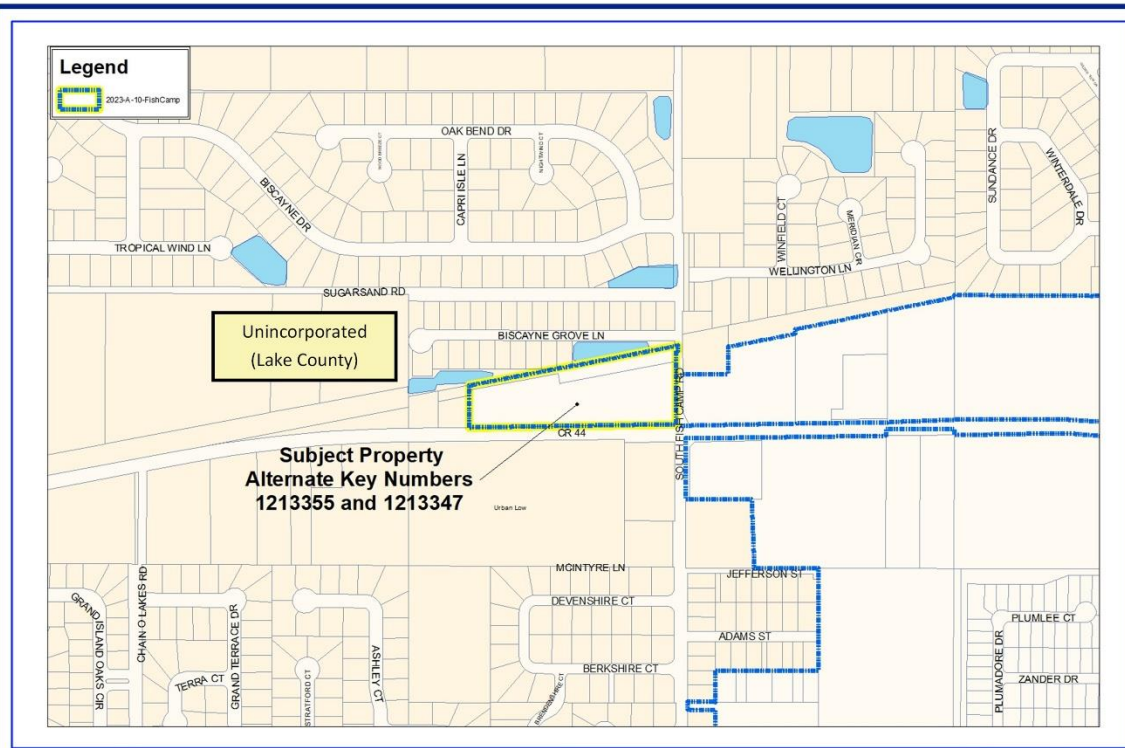 Legend
2023-A-10-FishCamp
OAK BEND DR
NIGHTWIND CT
CAPRI ISLE LN
BISCAYNE DR
TROPICAL WIND LN
SUGARSAND RD
SUNDANCE DR
WINTERDALE DR
WINFIELD CT
MERIDIAN CR
WELLINGTON LN
Unincorporated
(Lake County)
BISCAYNE GROVE LN
CR 44
SOUTH FISH CAMP RD
Subject Property
Alternate Key Numbers
1213355 and 1213347
Urban Low
MCINTYRE LN
DEVENSHIRE CT
BERKSHIRE CT
JEFFERSON ST
ADAMS ST
PLUMLEE CT
PLUMADORE DR
ZANDER DR
CHAIN O LAKES RD
GRAND ISLAND OAKS CIR
GRAND TERRACE DR
TERRA CT
STRATFORD CT
ASHLEY CT